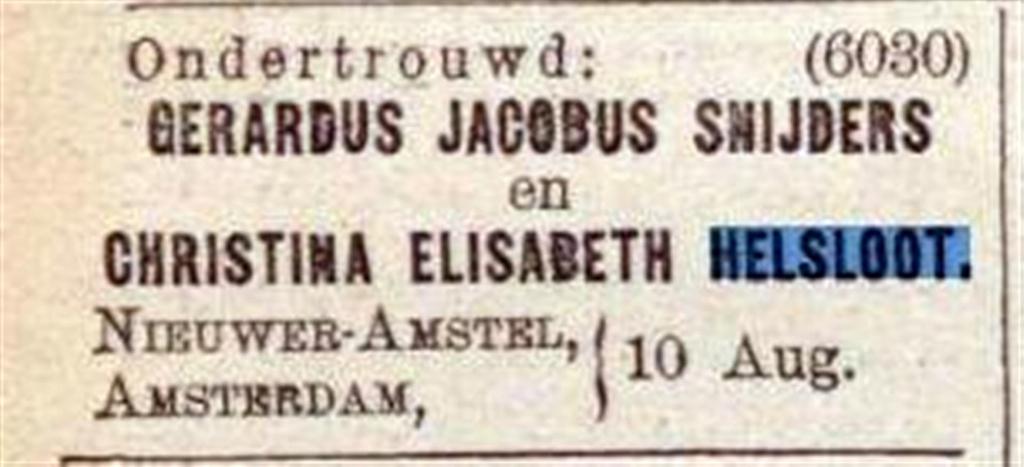 Ondertrouwd: (6030)
GERARDUS JACOBUS SNIJDERS
en
CHRISTINA ELISABETH HELSLOOT.
NIEUWER-AMSTEL,
AMSTERDAM,
10 Aug.